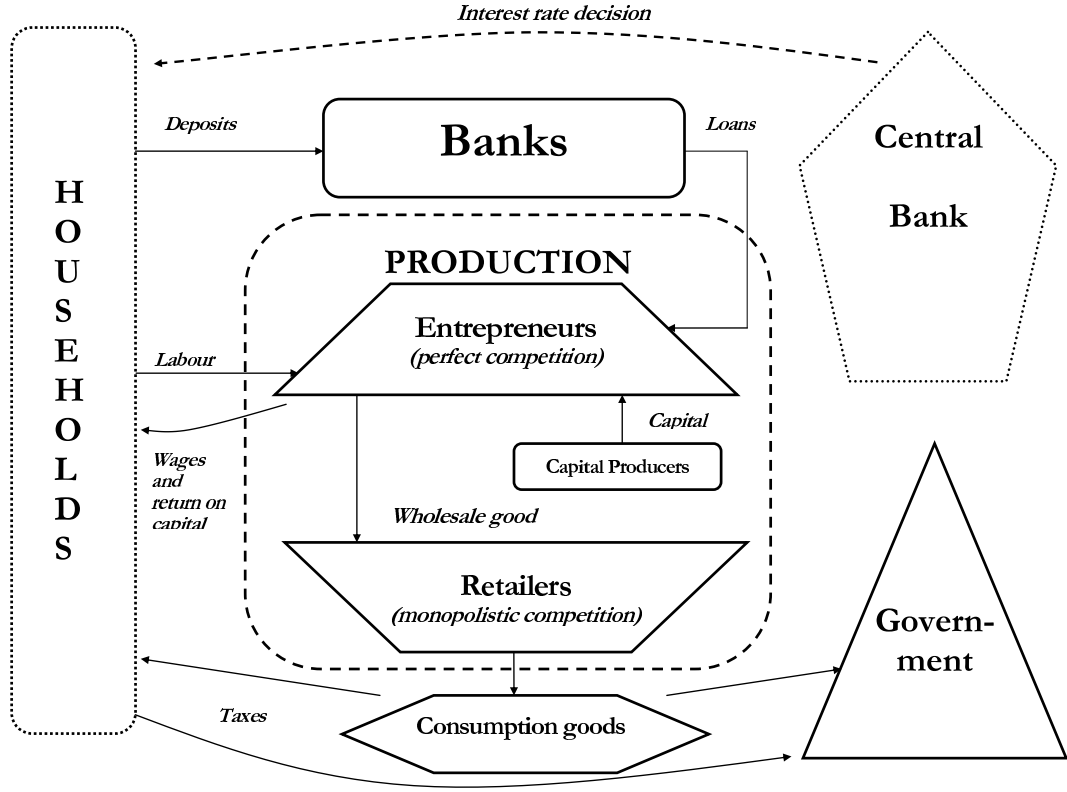 Interest rate decision
Deposits
Banks
Loans
Central
Bank
H
O
U
S
E
H
O
L
D
S
PRODUCTION
Entrepreneurs
(perfect competition)
Labour
Capital
Capital Producers
Wages
and
return on
capital
Wholesale good
Retailers
(monopolistic competition)
Govern-
ment
Taxes
Consumption goods